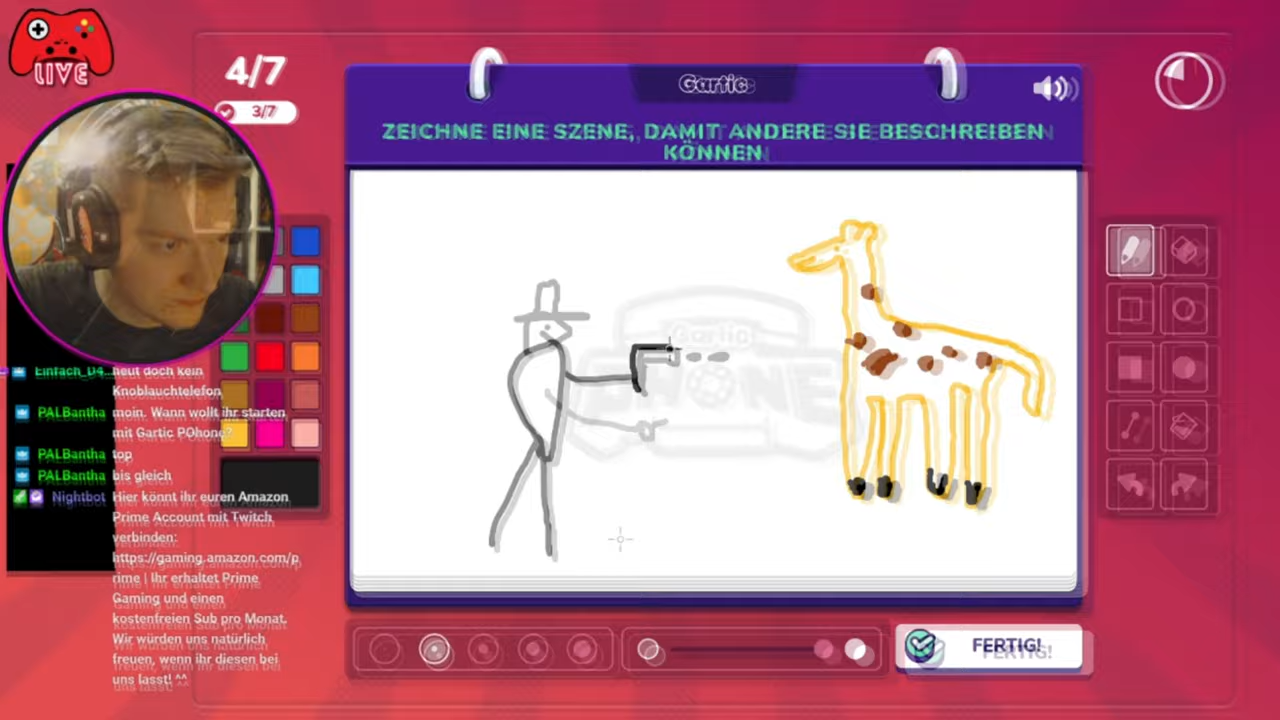 LIVE
4/7
3/7
Gartic
ZEICHNE EINE SZENE, DAMIT ANDERE SIE BESCHREIBEN
KÖNNEN
Gartic
PHONE
Einfach_D4... heut doch kein
Knoblauchtelefon
PALBantha moin. Wann wollt ihr starten
mit Gartic POhone?
PALBantha top
PALBantha bis gleich
Nightbot Hier könnt ihr euren Amazon
Prime Account mit Twitch
verbinden:
https://gaming.amazon.com/p
rime | Ihr erhaltet Prime
Gaming und einen
kostenfreien Sub pro Monat.
Wir würden uns natürlich
freuen, wenn ihr diesen bei
uns lasst! ^^
FERTIG!